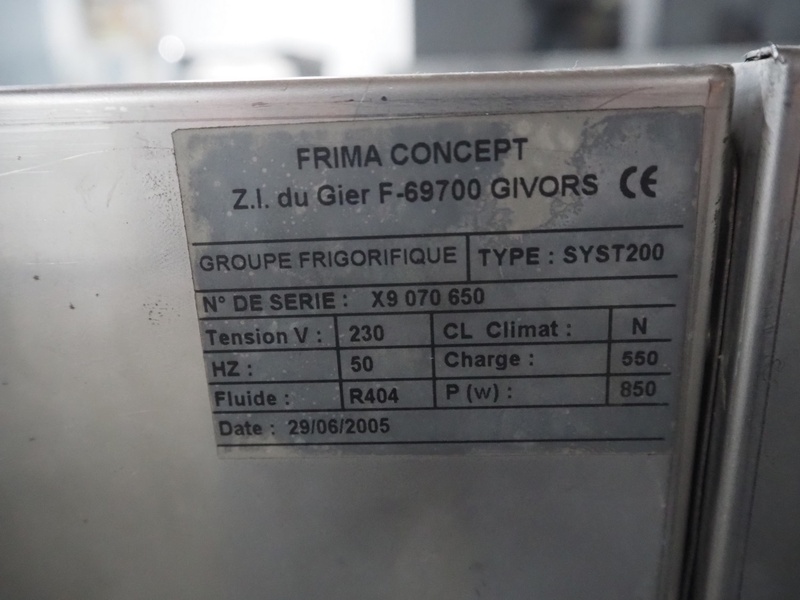 FRIMA CONCEPT
Z.I. du Gier F-69700 GIVORS CE
GROUPE FRIGORIFIQUE TYPE : SYST200
N° DE SERIE : X9 070 650
Tension V : 230 CL Climat : N
HZ : 50 Charge : 550
Fluide : R404 P (w) : 850
Date : 29/06/2005